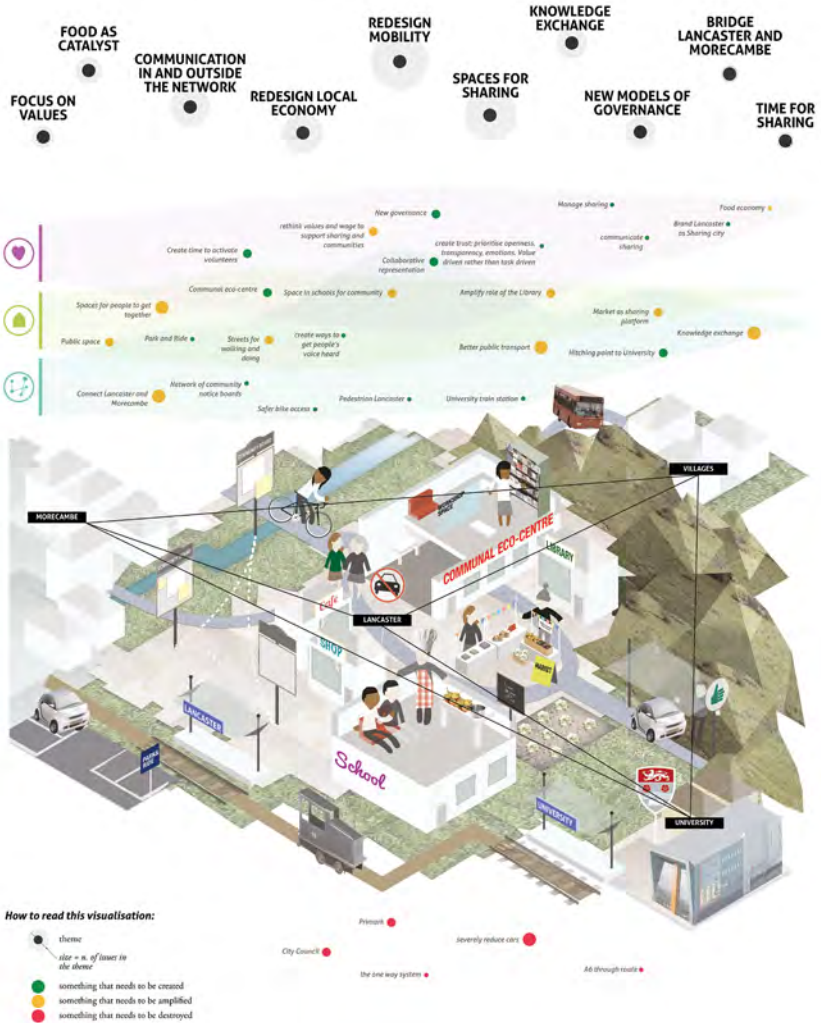 FOOD AS
CATALYST
COMMUNICATION
IN AND OUTSIDE
THE NETWORK
REDESIGN
MOBILITY
KNOWLEDGE
EXCHANGE
BRIDGE
LANCASTER AND
MORECAMBE
FOCUS ON
VALUES
REDESIGN LOCAL
ECONOMY
SPACES FOR
SHARING
NEW MODELS OF
GOVERNANCE
TIME FOR
SHARING
New governance
Manage sharing
Food economy
rethink values and wage to
support sharing and
communities
Brand Lancaster
as Sharing city
communicate
sharing
Create time to activate
volunteers
Collaborative
representation
create trust: prioritise openness,
transparency, emotions. Value
driven rather than task driven
Communal eco-centre
Space in schools for community
Amplify role of the Library
Spaces for people to get
together
Market as sharing
platform
Knowledge exchange
Public space
Park and Ride
Streets for
walking and
doing
create ways to
get people's
voice heard
Better public transport
Hitching point to University
Connect Lancaster and
Morecambe
Network of community
notice boards
Safer bike access
Pedestrian Lancaster
University train station
VILLAGES
MORECAMBE
COMMUNAL ECO-CENTRE
LIBRARY
Cafe
LANCASTER
SHOP
MARKET
LANCASTER
PARK&
RIDE
School
UNIVERSITY
UNIVERSITY
How to read this visualisation:
theme
size = n. of issues in
the theme
something that needs to be created
something that needs to be amplified
something that needs to be destroyed
Primark
City Council
severely reduce cars
the one way system
A6 through route